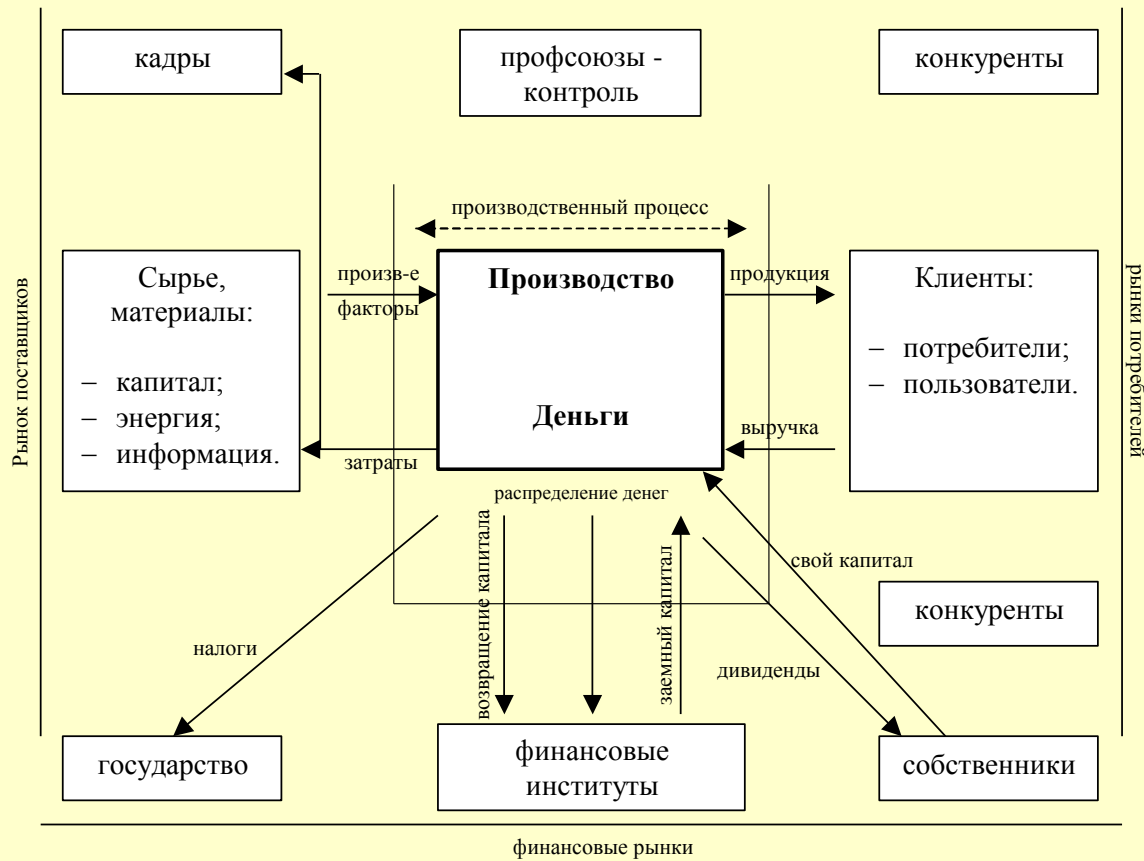 кадры
профсоюзы -
контроль
конкуренты
производственный процесс
Рынок поставщиков
Сырье,
материалы:
– капитал;
– энергия;
– информация.
произв-е
факторы
затраты
Производство
Деньги
продукция
выручка
Клиенты:
– потребители;
– пользователи.
рынки потребителей
распределение денег
возвращение капитала
заемный капитал
свой капитал
конкуренты
налоги
дивиденды
государство
финансовые
институты
собственники
финансовые рынки